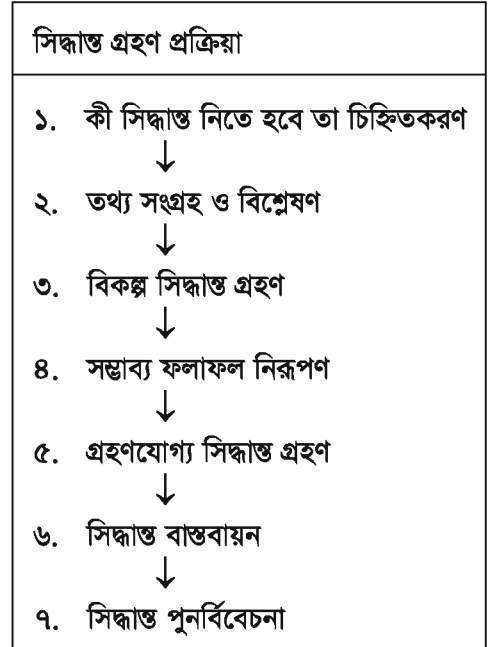 সিদ্ধান্ত গ্রহণ প্রক্রিয়া
১. কী সিদ্ধান্ত নিতে হবে তা চিহ্নিতকরণ
↓
২. তথ্য সংগ্রহ ও বিশ্লেষণ
↓
৩. বিকল্প সিদ্ধান্ত গ্রহণ
↓
৪. সম্ভাব্য ফলাফল নিরূপণ
↓
৫. গ্রহণযোগ্য সিদ্ধান্ত গ্রহণ
↓
৬. সিদ্ধান্ত বাস্তবায়ন
↓
৭. সিদ্ধান্ত পুনর্বিবেচনা